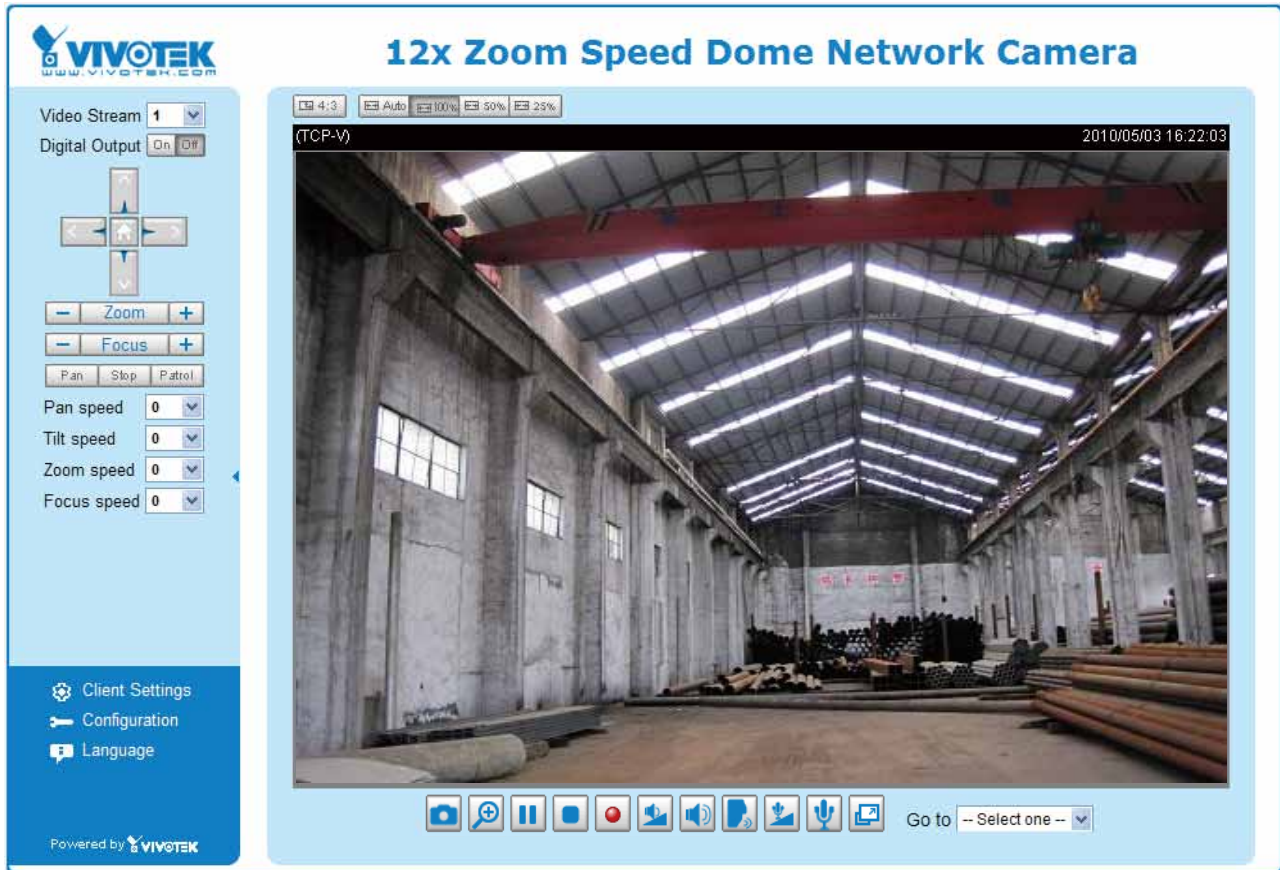 VIVOTEK
www.vivotek.com
12x Zoom Speed Dome Network Camera
Video Stream 1
Digital Output On Off
Zoom
Focus
Pan Stop Patrol
Pan speed 0
Tilt speed 0
Zoom speed 0
Focus speed 0
Client Settings
Configuration
Language
Powered by VIVOTEK
4:3 Auto 100% 50% 25%
(TCP-V) 2010/05/03 16:22:03
Go to -- Select one --